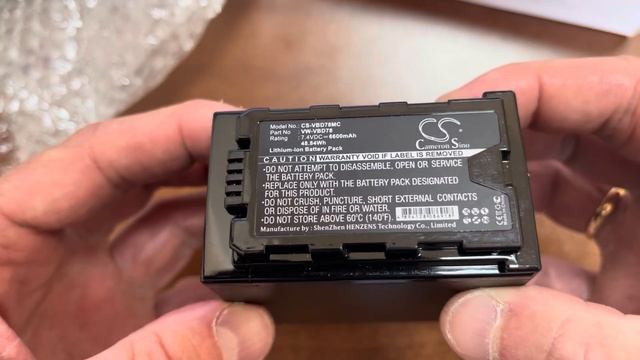 Model No.: CS-VBD78MC
Part No.: VW-VBD78
Rating : 7.4VDC⎓6600mAh
48.84Wh
Lithium-ion Battery Pack
CS
Cameron Sino
CAUTION WARRANTY VOID IF LABEL REMOVED
•DO NOT ATTEMPT TO DISASSEMBLE, OPEN OR SERVICE
THE BATTERY PACK.
•REPLACE ONLY WITH THE BATTERY PACK DESIGNATED
FOR THIS PRODUCT.
•DO NOT CRUSH, PUNCTURE, SHORT EXTERNAL CONTACTS
OR DISPOSE OF IN FIRE OR WATER.
•DO NOT STORE ABOVE 60°C (140°F).
Manufacture by : ShenZhen HENZENS Technology Co., Limited